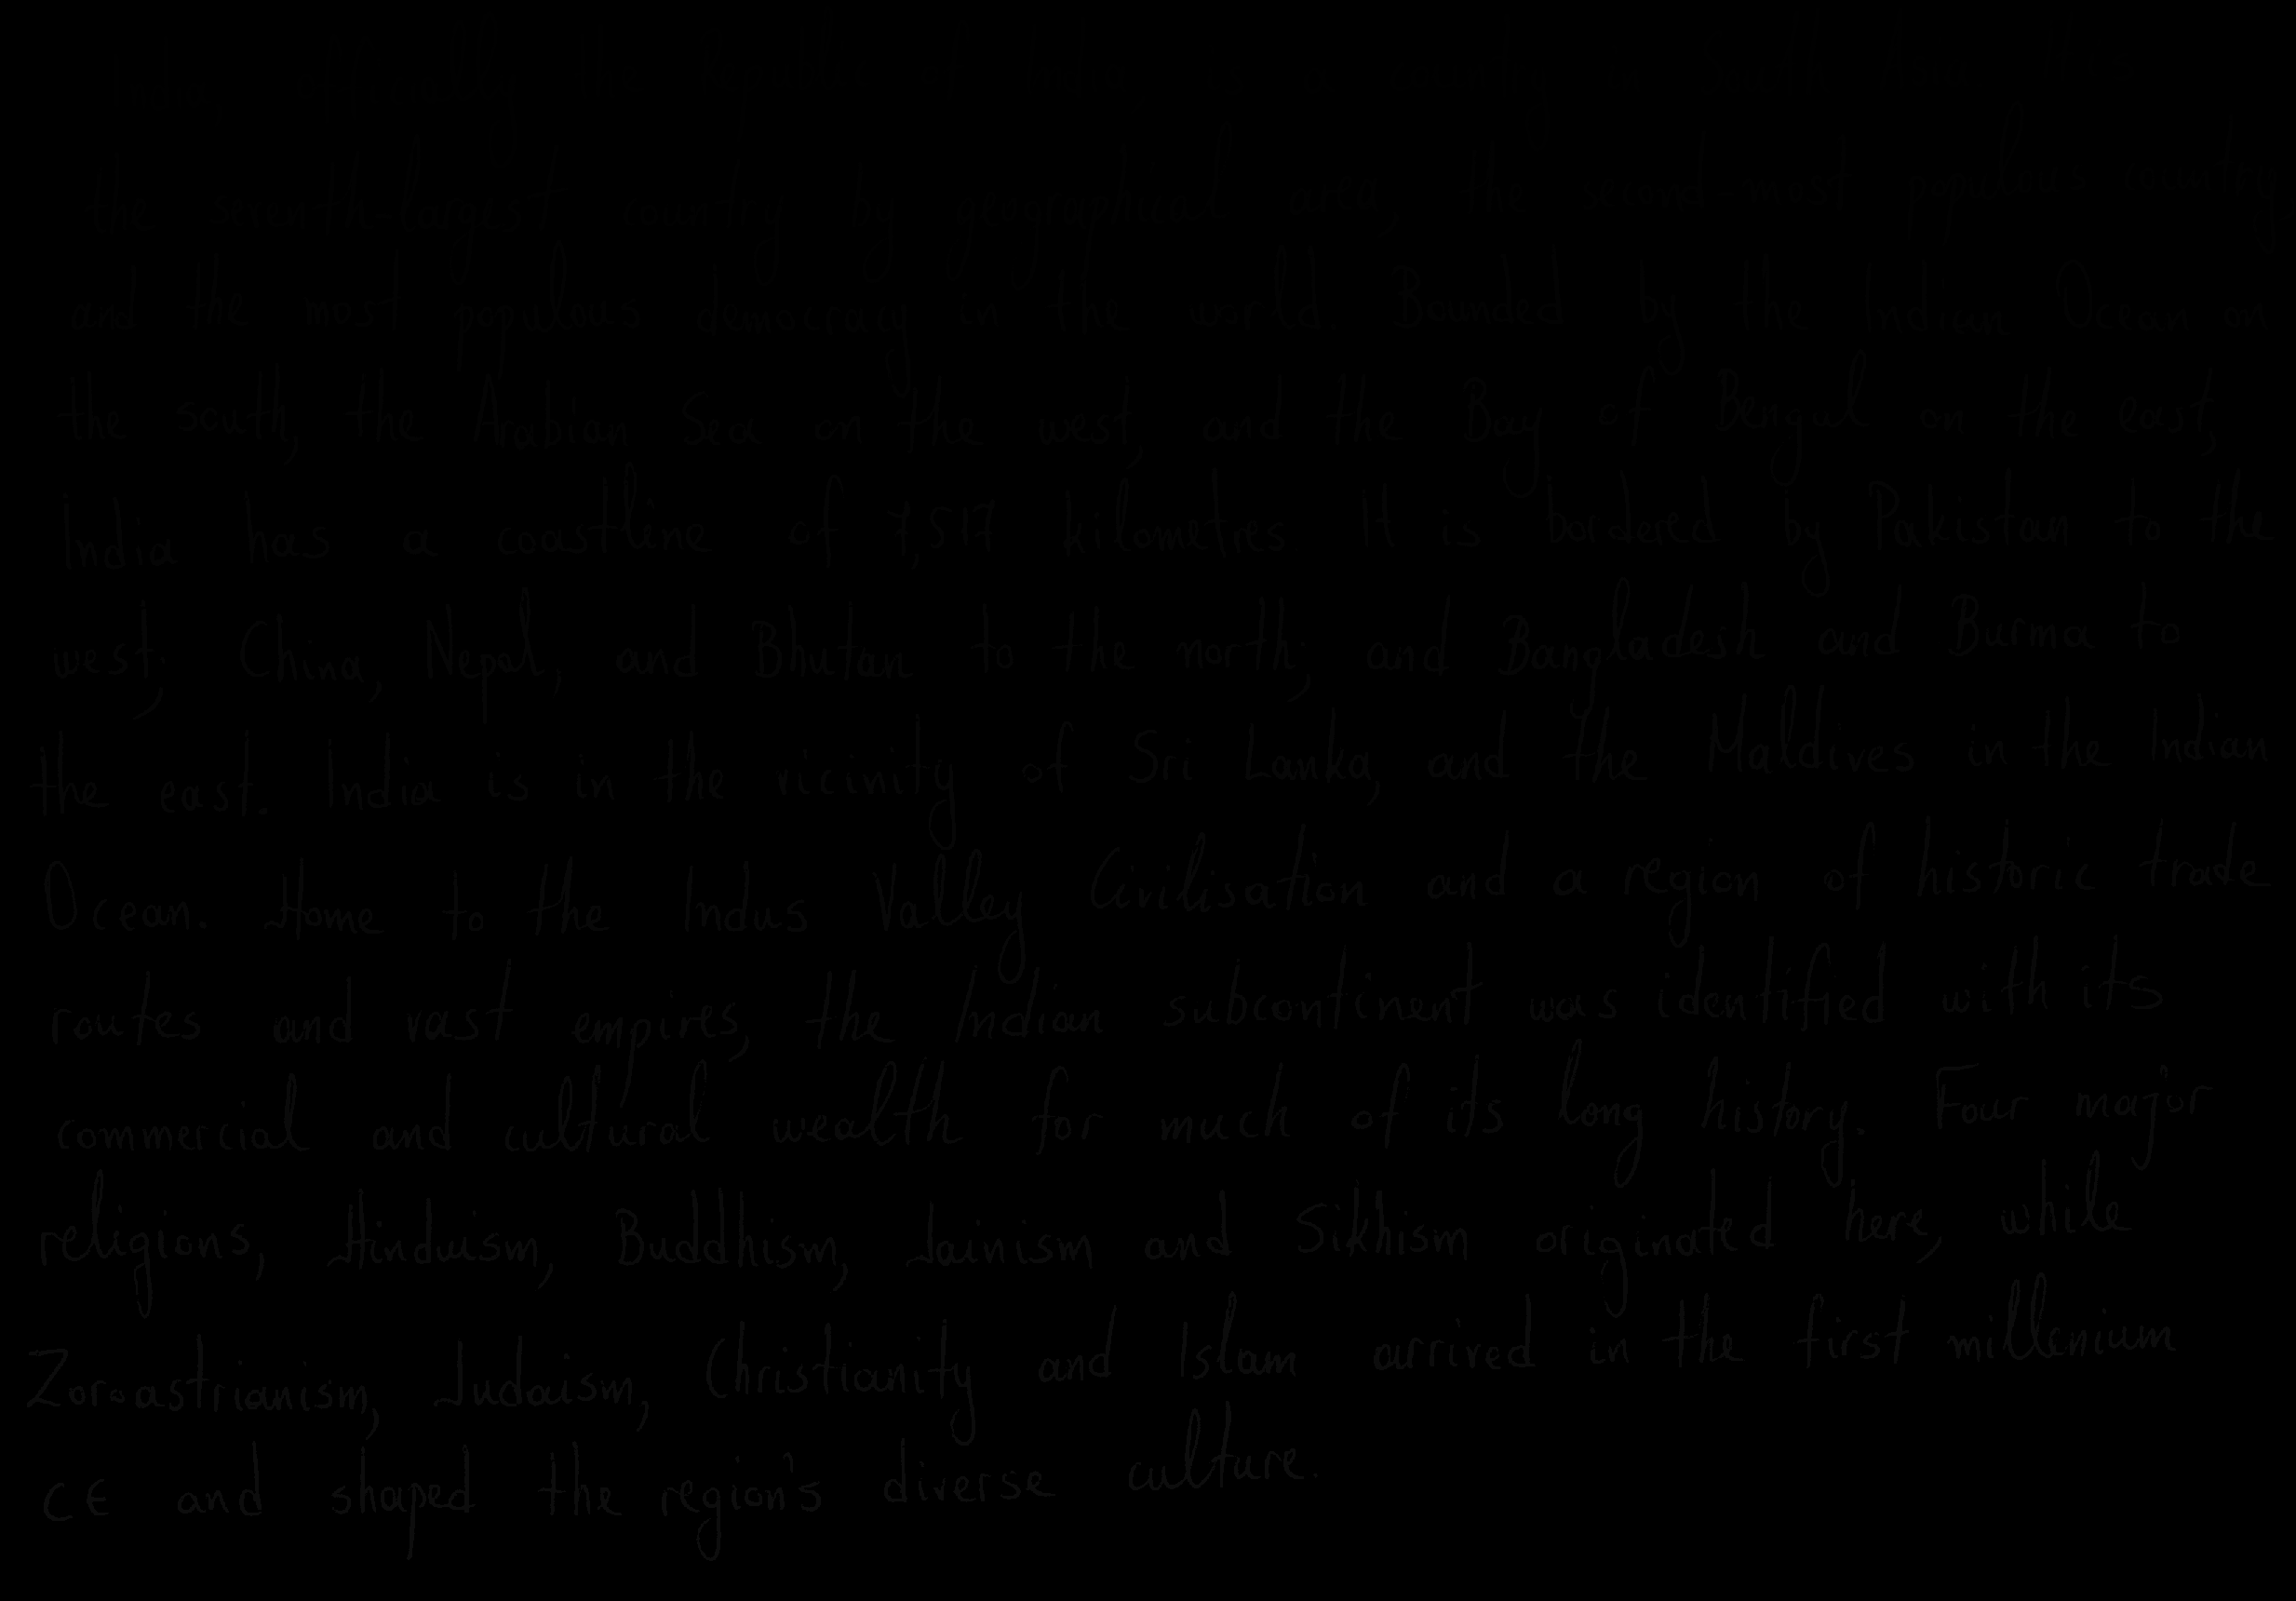 India, officially the Republic of India is a country in South Asia. It is
the seventh-largest country by geographical area, the second-most populous country,
and the most populous democracy in the world. Bounded by the Indian Ocean on
the south, the Arabian Sea on the west, and the Bay of Bengal on the east,
India has a coastline of 7,517 kilometres It is bordered by Pakistan to the
west; China, Nepal, and Bhutan to the north; and Bangladesh and Burma to
the east. India is in the vicinity of Sri Lanka, and the Maldives in the Indian
Ocean. Home to the Indus Valley Civilisation and a region of historic trade
routes and vast empires, the Indian subcontinent was identified with its
commercial and cultural wealth for much of its long history. Four major
religions, Hinduism, Buddhism, Jainism and Sikhism originated here, while
Zoroastrianism, Judaism, Christianity and Islam arrived in the first millenium
CE and shaped the region's diverse culture.